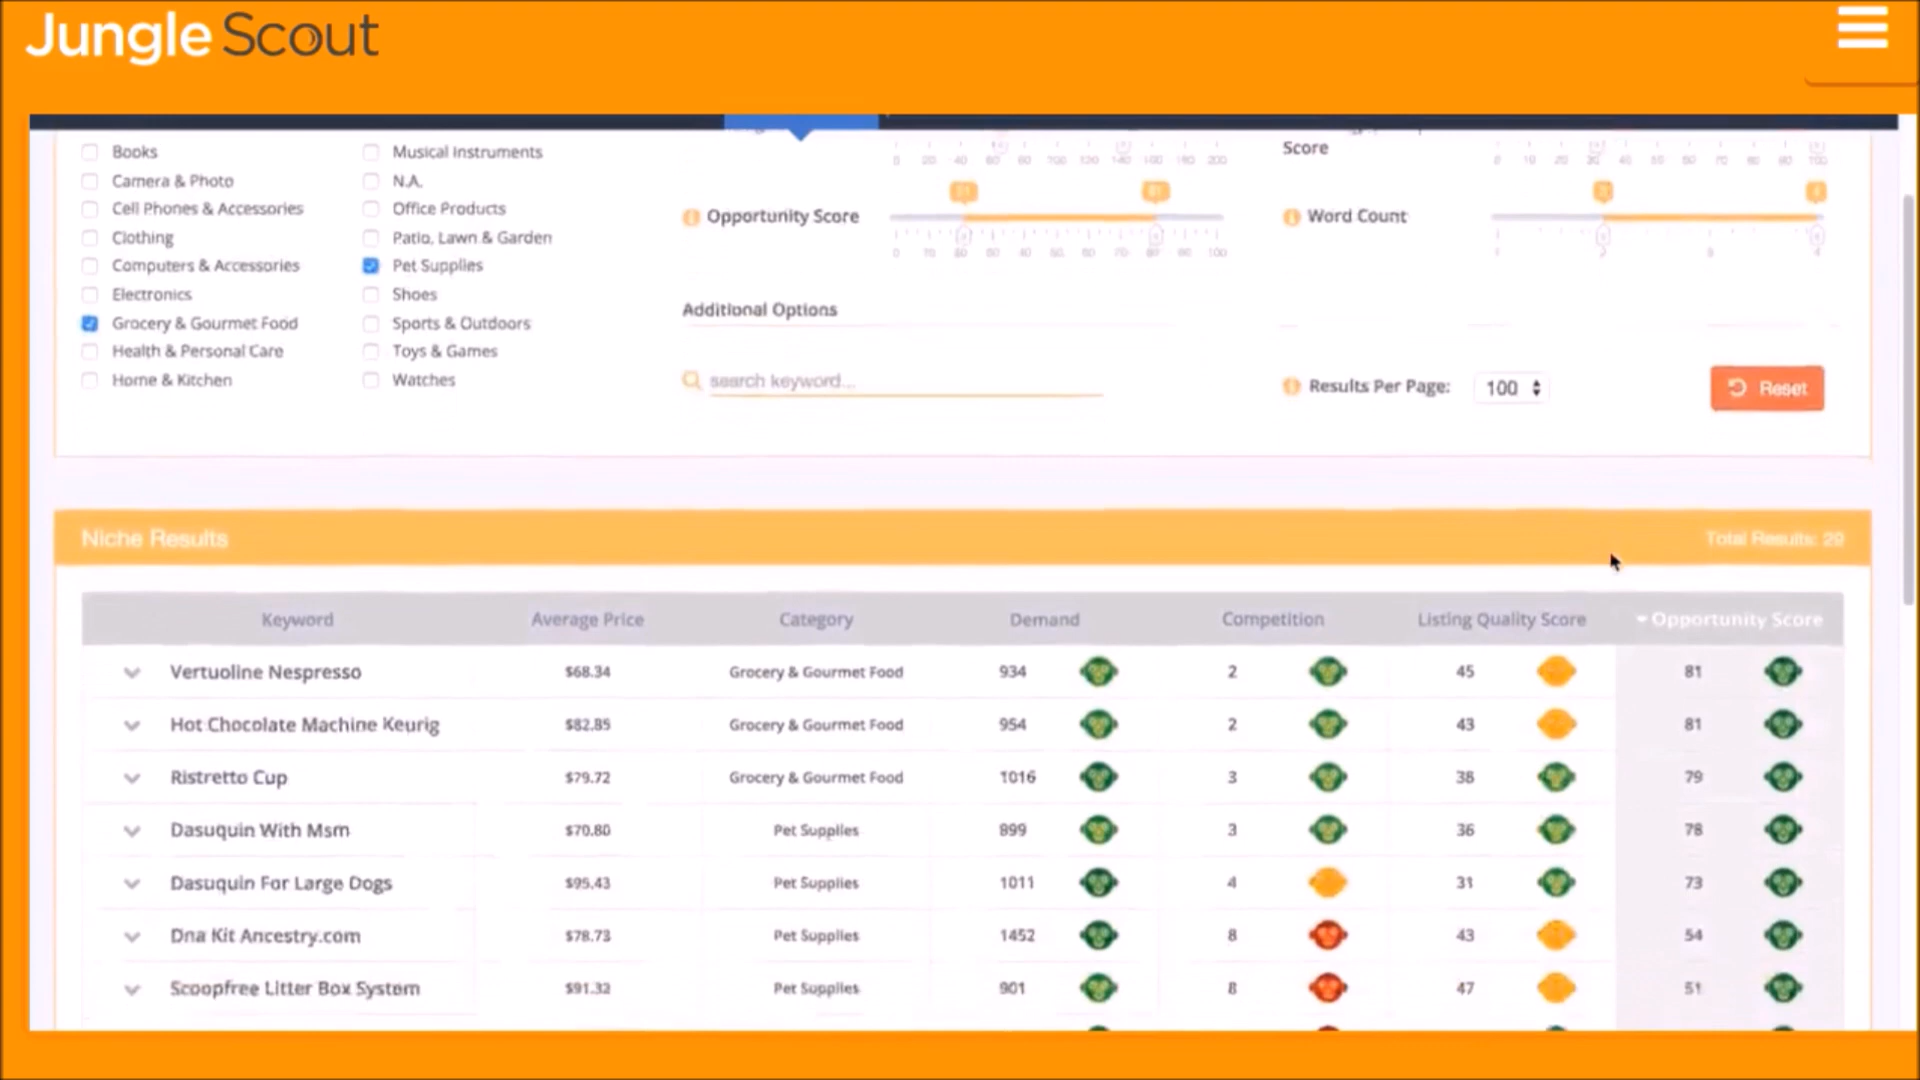 Jungle Scout
Books
Musical Instruments
Score
Camera & Photo
N.A.
Cell Phones & Accessories
Office Products
Opportunity Score
Word Count
Clothing
Patio, Lawn & Garden
Computers & Accessories
Pet Supplies
Electronics
Shoes
Additional Options
Grocery & Gourmet Food
Sports & Outdoors
Health & Personal Care
Toys & Games
Home & Kitchen
Watches
search keyword...
Results Per Page: 100
Reset
Niche Results
Total Results: 29
Keyword Average Price Category Demand Competition Listing Quality Score Opportunity Score
Vertuoline Nespresso $68.34 Grocery & Gourmet Food 934 2 45 81
Hot Chocolate Machine Keurig $82.85 Grocery & Gourmet Food 954 2 43 81
Ristretto Cup $79.72 Grocery & Gourmet Food 1016 3 38 79
Dasuquin With Msm $70.80 Pet Supplies 899 3 36 78
Dasuquin For Large Dogs $95.43 Pet Supplies 1011 4 31 73
Dna Kit Ancestry.com $78.73 Pet Supplies 1452 8 43 54
Scoopfree Litter Box System $91.32 Pet Supplies 901 8 47 51